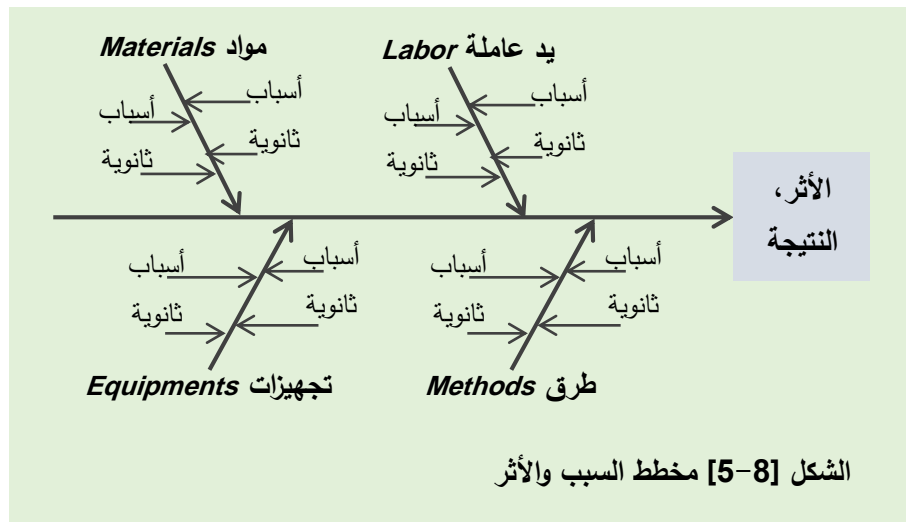 مواد Materials
يد عاملة Labor
أسباب
أسباب
أسباب
أسباب
ثانوية
ثانوية
ثانوية
ثانوية
الأثر،
النتيجة
أسباب
أسباب
أسباب
أسباب
ثانوية
ثانوية
ثانوية
ثانوية
تجهيزات Equipments
طرق Methods
الشكل [8-5] مخطط السبب والأثر